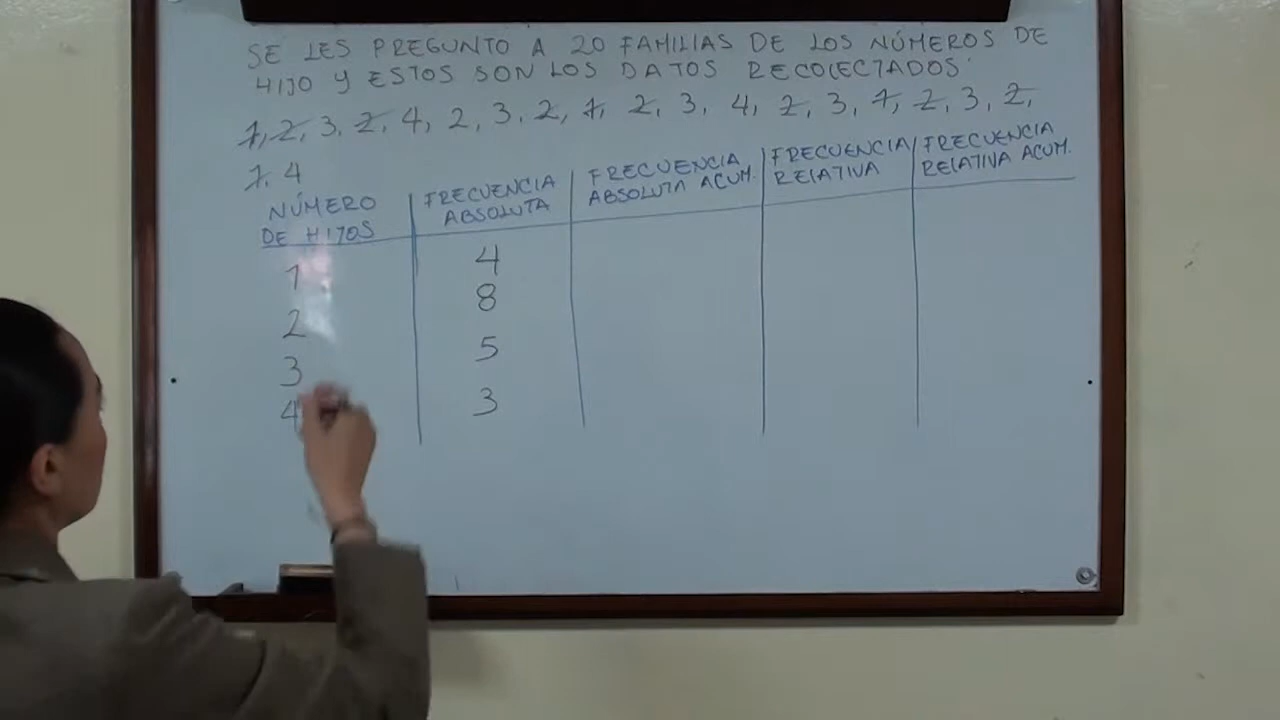 SE LES PREGUNTO A 20 FAMILIAS DE LOS NÚMEROS DE
HIJO Y ESTOS SON LOS DATOS RECOLECTADOS:
1, 2, 3, 2, 4, 2, 3, 2, 1, 2, 3, 4, 2, 3, 1, 2, 3, 2,
1, 4
NÚMERO
DE HIJOS
FRECUENCIA
ABSOLUTA
FRECUENCIA
ABSOLUTA ACUM.
FRECUENCIA
RELATIVA
FRECUENCIA
RELATIVA ACUM.
1 4
2 8
3 5
4 3